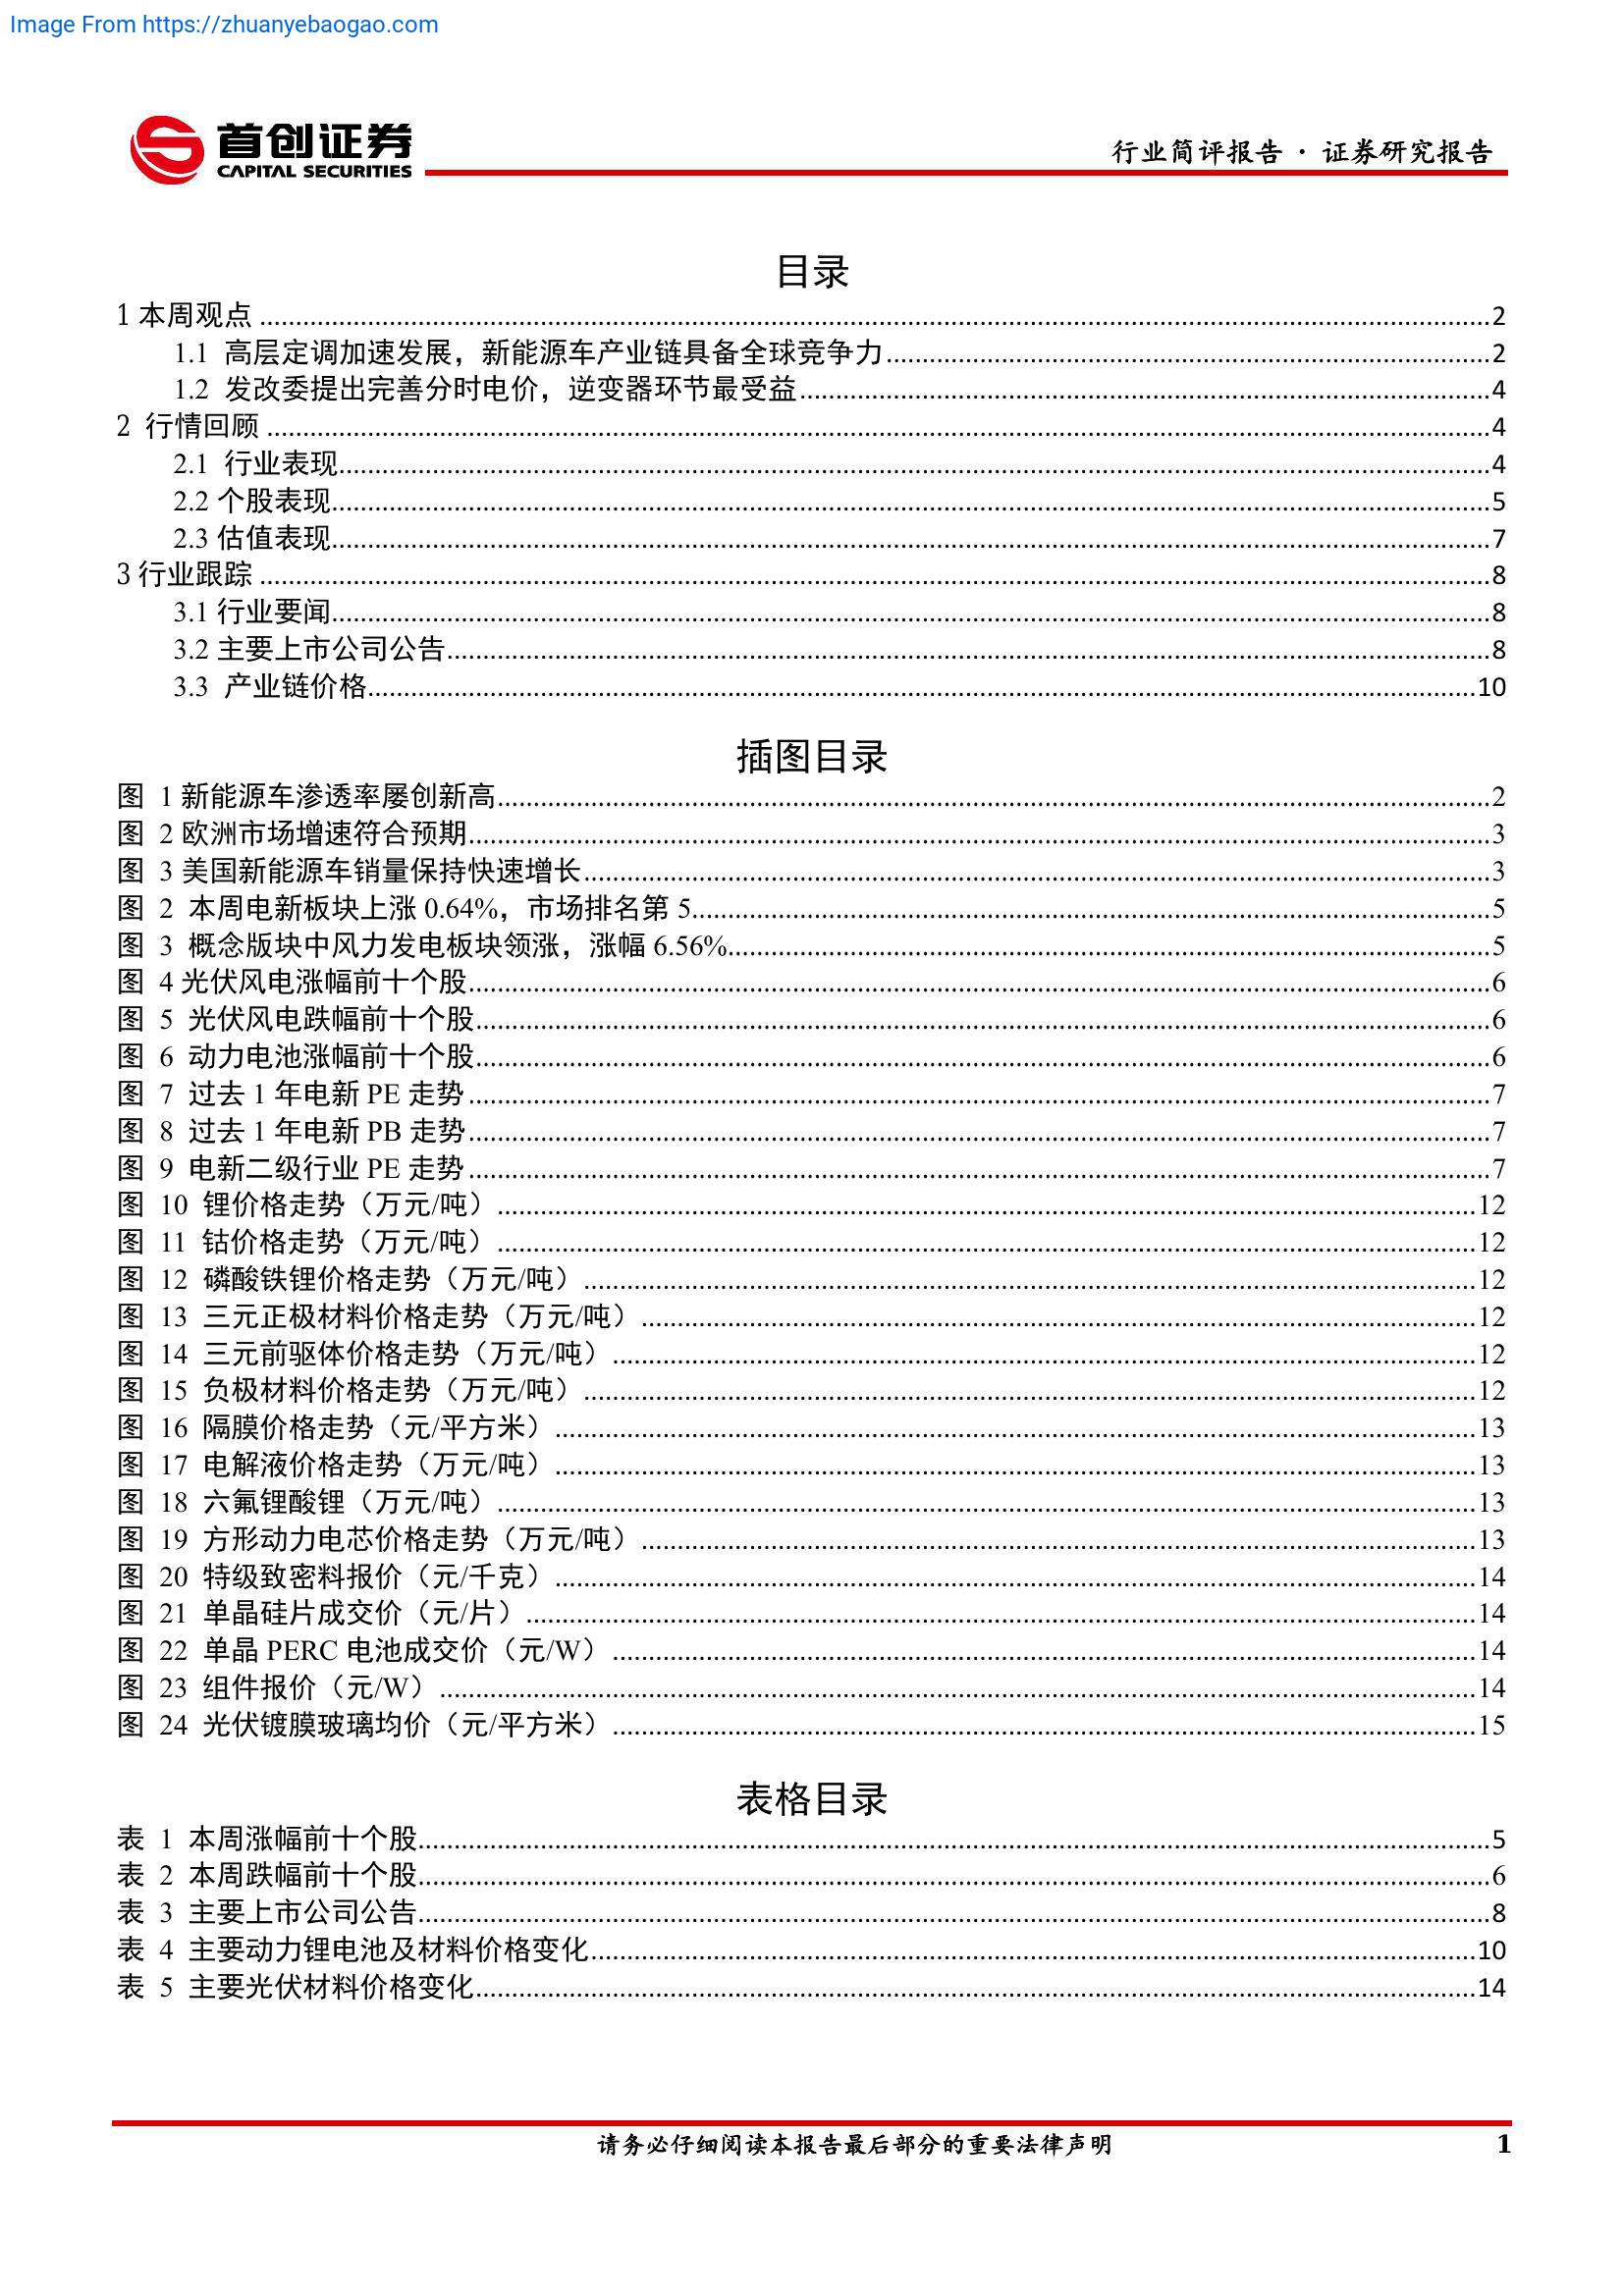 Image From https://zhuanyebaogao.com
首创证券
CAPITAL SECURITIES
行业简评报告 · 证券研究报告
目录
1 本周观点 ........ 2
1.1 高层定调加速发展，新能源车产业链具备全球竞争力 ........ 2
1.2 发改委提出完善分时电价，逆变器环节最受益 ........ 4
2 行情回顾 ........ 4
2.1 行业表现 ........ 4
2.2 个股表现 ........ 5
2.3 估值表现 ........ 7
3 行业跟踪 ........ 8
3.1 行业要闻 ........ 8
3.2 主要上市公司公告 ........ 8
3.3 产业链价格 ........ 10
插图目录
图 1 新能源车渗透率屡创新高 ........ 2
图 2 欧洲市场增速符合预期 ........ 3
图 3 美国新能源车销量保持快速增长 ........ 3
图 2 本周电新板块上涨 0.64%，市场排名第 5 ........ 5
图 3 概念版块中风力发电板块领涨，涨幅 6.56% ........ 5
图 4 光伏风电涨幅前十个股 ........ 6
图 5 光伏风电跌幅前十个股 ........ 6
图 6 动力电池涨幅前十个股 ........ 6
图 7 过去 1 年电新 PE 走势 ........ 7
图 8 过去 1 年电新 PB 走势 ........ 7
图 9 电新二级行业 PE 走势 ........ 7
图 10 锂价格走势（万元/吨） ........ 12
图 11 钴价格走势（万元/吨） ........ 12
图 12 磷酸铁锂价格走势（万元/吨） ........ 12
图 13 三元正极材料价格走势（万元/吨） ........ 12
图 14 三元前驱体价格走势（万元/吨） ........ 12
图 15 负极材料价格走势（万元/吨） ........ 12
图 16 隔膜价格走势（元/平方米） ........ 13
图 17 电解液价格走势（万元/吨） ........ 13
图 18 六氟锂酸锂（万元/吨） ........ 13
图 19 方形动力电芯价格走势（万元/吨） ........ 13
图 20 特级致密料报价（元/千克） ........ 14
图 21 单晶硅片成交价（元/片） ........ 14
图 22 单晶 PERC 电池成交价（元/W） ........ 14
图 23 组件报价（元/W） ........ 14
图 24 光伏镀膜玻璃均价（元/平方米） ........ 15
表格目录
表 1 本周涨幅前十个股 ........ 5
表 2 本周跌幅前十个股 ........ 6
表 3 主要上市公司公告 ........ 8
表 4 主要动力锂电池及材料价格变化 ........ 10
表 5 主要光伏材料价格变化 ........ 14
请务必仔细阅读本报告最后部分的重要法律声明 1